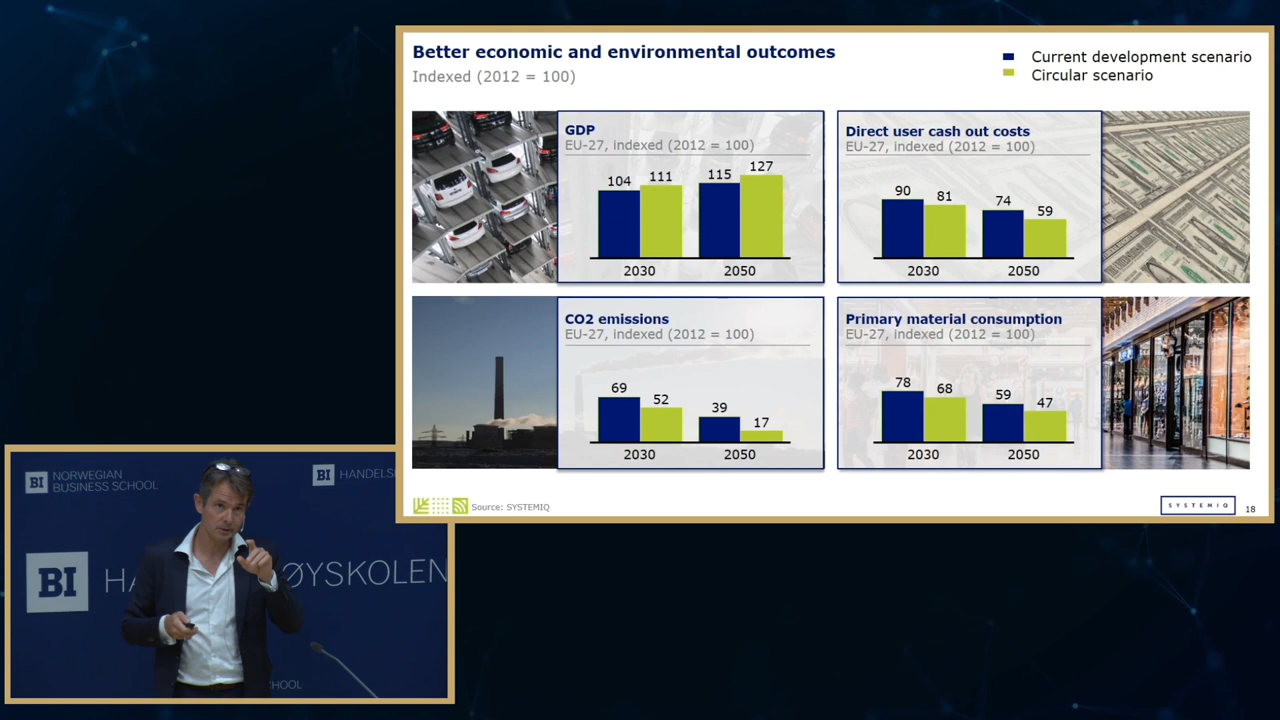 Better economic and environmental outcomes
Indexed (2012 = 100)
Current development scenario
Circular scenario
GDP
EU-27, indexed (2012 = 100)
104 111 115 127
2030 2050
Direct user cash out costs
EU-27, indexed (2012 = 100)
90 81 74 59
2030 2050
CO2 emissions
EU-27, indexed (2012 = 100)
69 52 39 17
2030 2050
Primary material consumption
EU-27, indexed (2012 = 100)
78 68 59 47
2030 2050
Source: SYSTEMIQ
SYSTEMIQ
18
BI NORWEGIAN
BUSINESS SCHOOL
BI HANDELS
BI HA ØYSKOLEN
HOOL